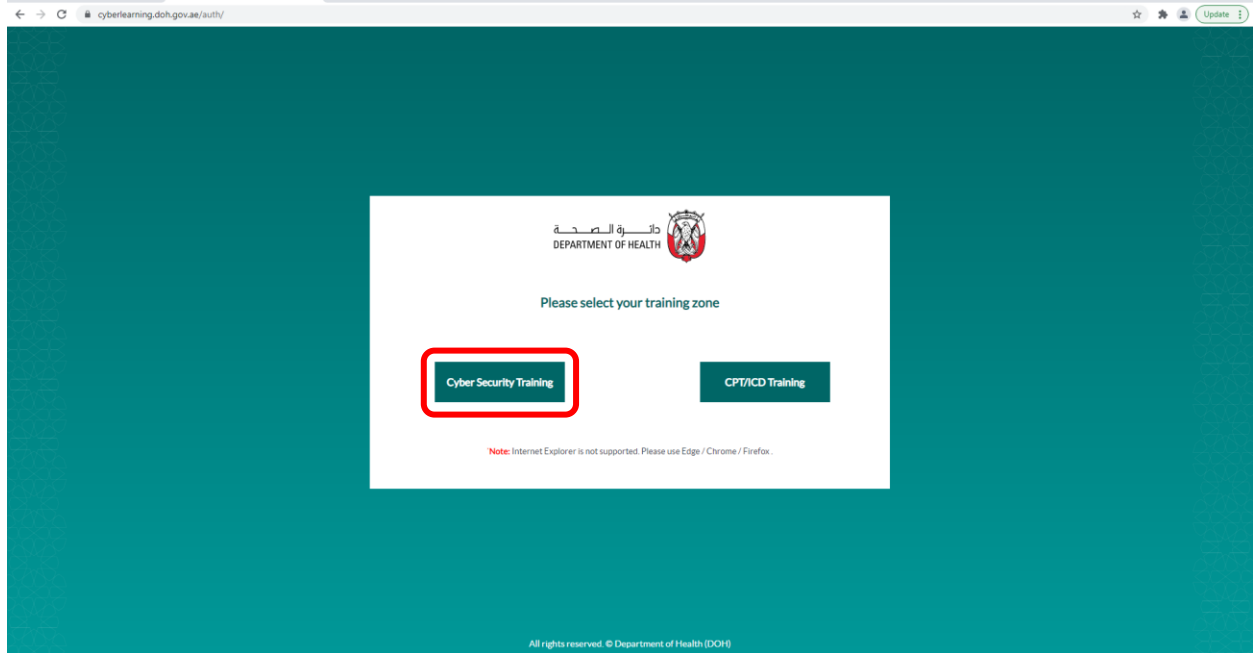 cyberlearning.doh.gov.ae/auth/
Update
دائـــرة الـــصـــحـــة
DEPARTMENT OF HEALTH
Please select your training zone
Cyber Security Training
CPT/ICD Training
*Note: Internet Explorer is not supported. Please use Edge / Chrome / Firefox .
All rights reserved. © Department of Health (DOH)